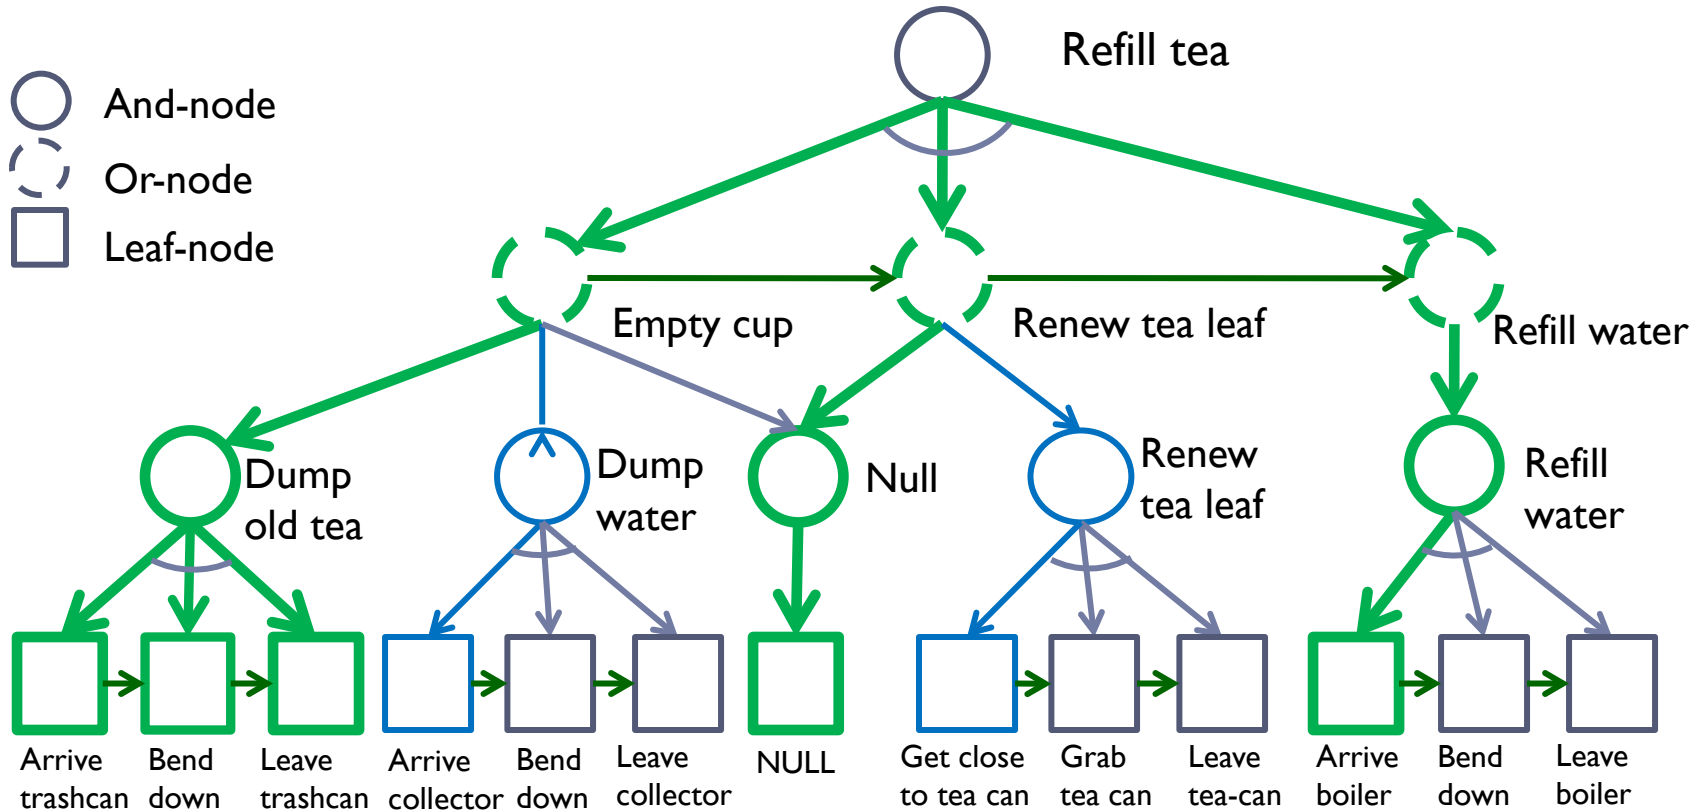 Refill tea
And-node
Or-node
Leaf-node
Empty cup
Renew tea leaf
Refill water
Dump
old tea
Dump
water
Null
Renew
tea leaf
Refill
water
Arrive
trashcan
Bend
down
Leave
trashcan
Arrive
collector
Bend
down
Leave
collector
NULL
Get close
to tea can
Grab
tea can
Leave
tea-can
Arrive
boiler
Bend
down
Leave
boiler